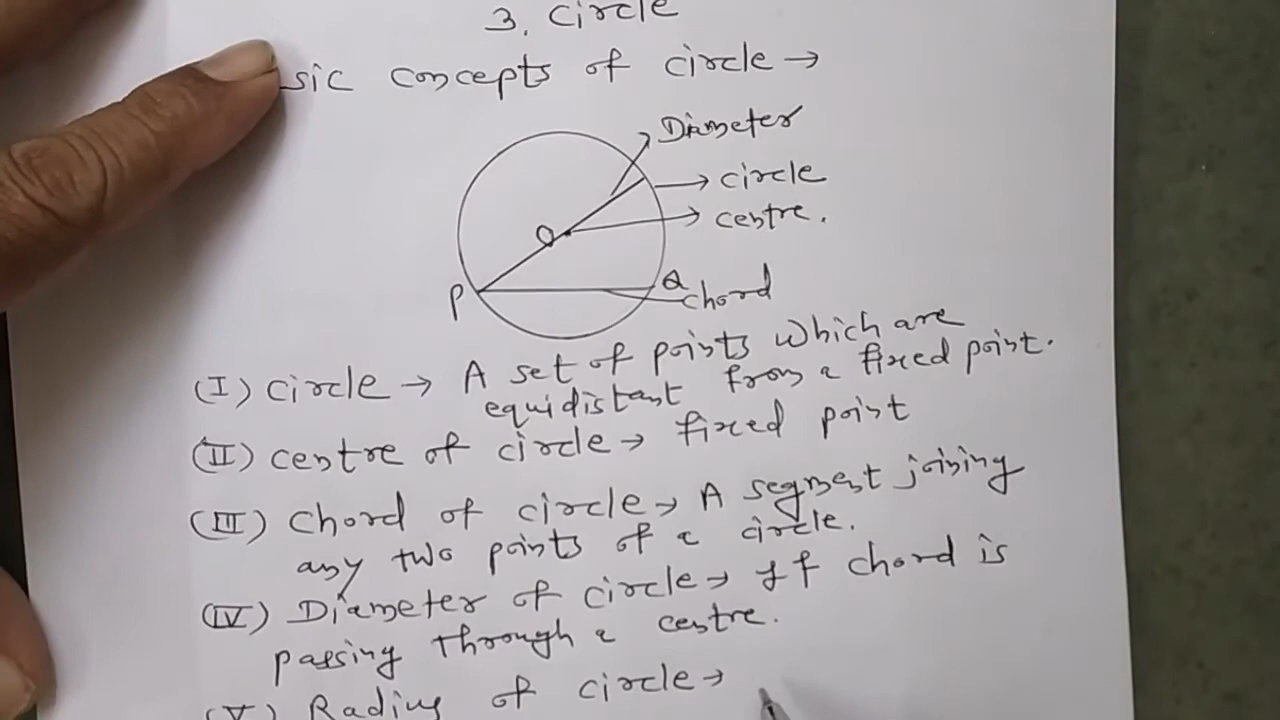 3. Circle
sic concepts of circle →
Diameter
circle
centre.
O
P
Q
chord
(I) circle → A set of points which are
equidistant from a fixed point.
(II) centre of circle → fixed point
(III) chord of circle → A segment joining
any two points of a circle.
(IV) Diameter of circle → If chord is
passing through a centre.
(V) Radius of circle →